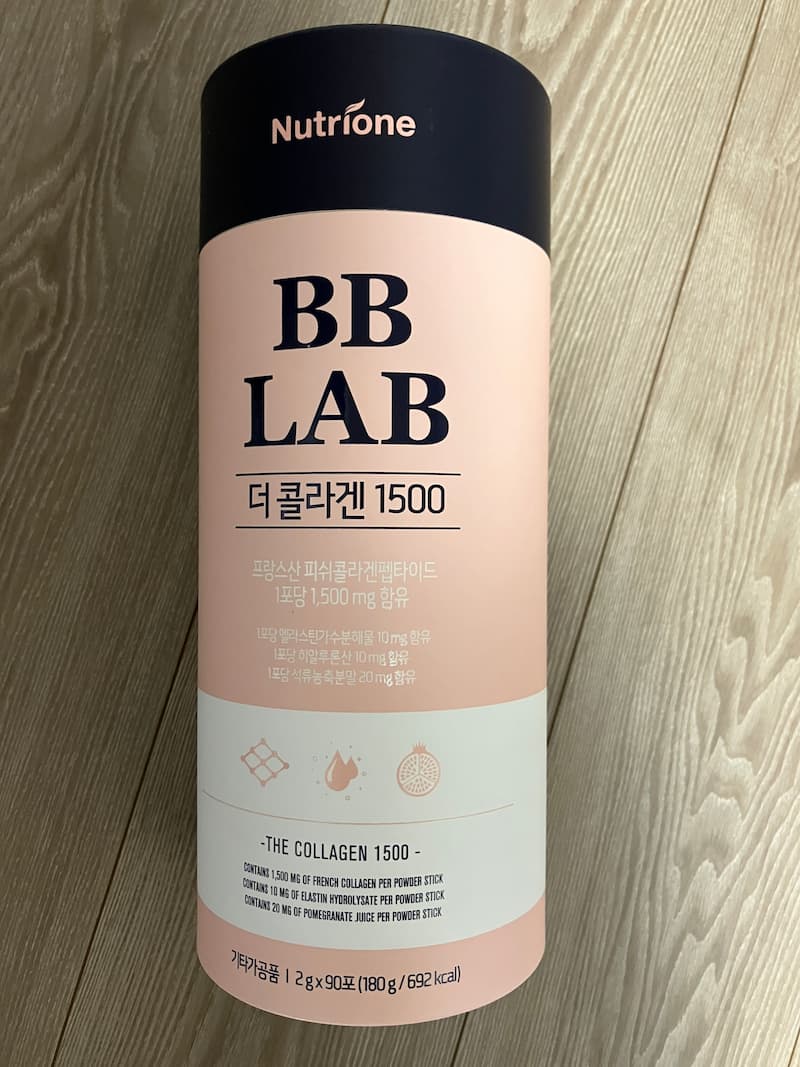 Nutrione
BB
LAB
더 콜라겐 1500
프랑스산 피쉬콜라겐펩타이드
1포당 1,500 mg 함유
1포당 엘라스틴가수분해물 10 mg 함유
1포당 히알루론산 10 mg 함유
1포당 석류농축분말 20 mg 함유
-THE COLLAGEN 1500 -
CONTAINS 1,500 MG OF FRENCH COLLAGEN PER POWDER STICK
CONTAINS 10 MG OF ELASTIN HYDROLYSATE PER POWDER STICK
CONTAINS 20 MG OF POMEGRANATE JUICE PER POWDER STICK
기타가공품 | 2 g x 90포 (180 g / 692 kcal)